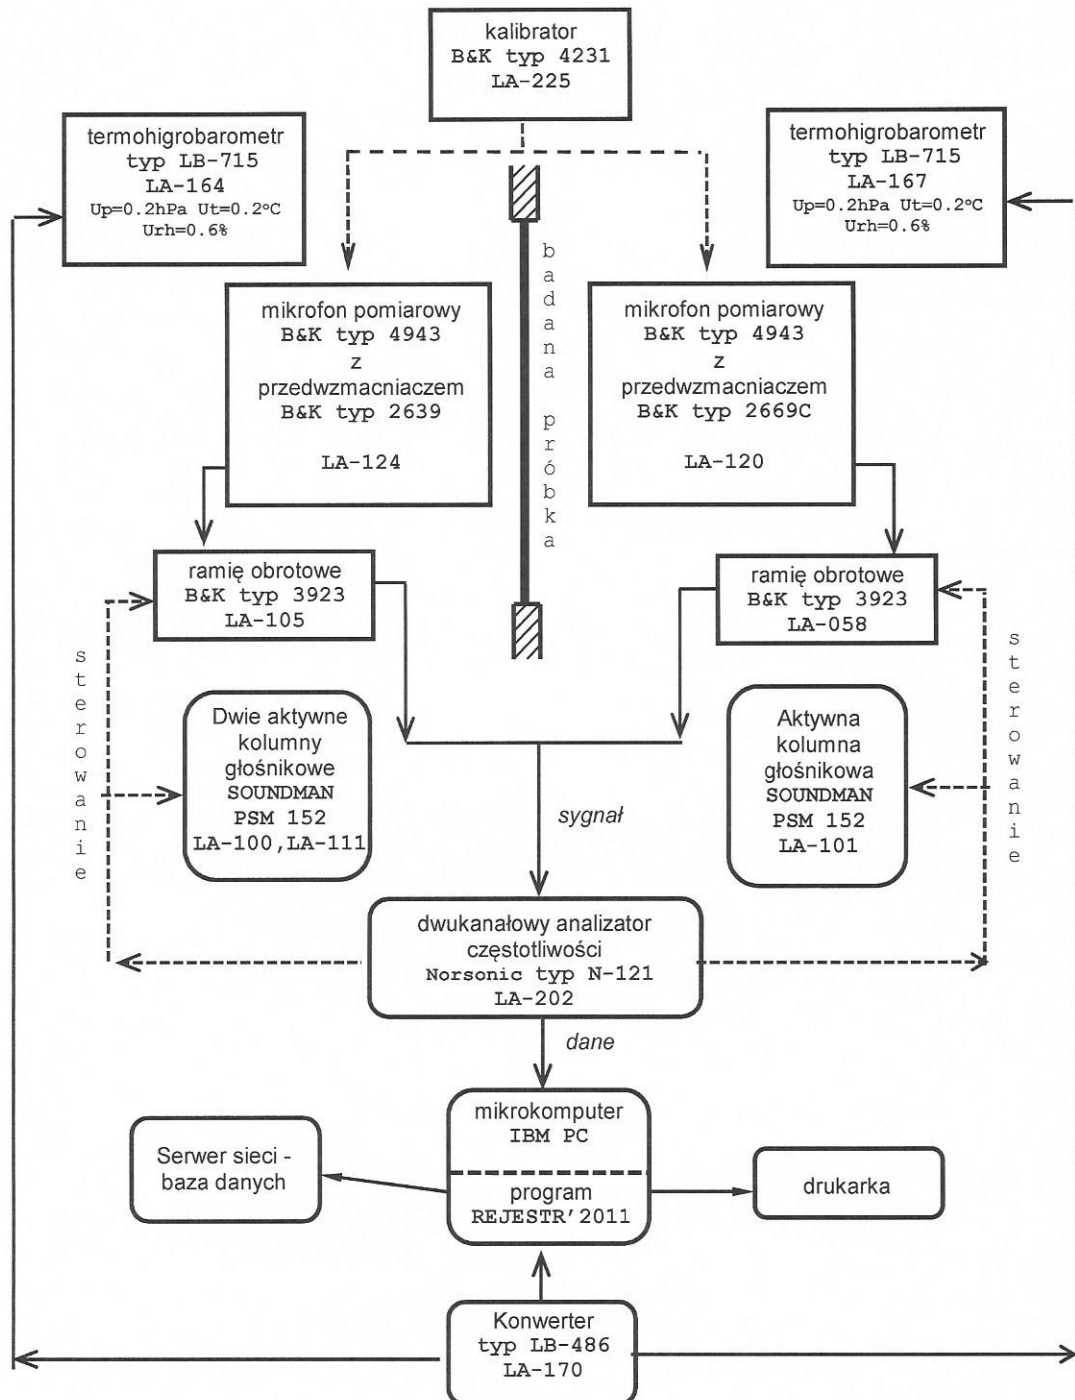 kalibrator
B&K typ 4231
LA-225
termohigrobarometr
typ LB-715
LA-164
Up=0.2hPa Ut=0.2°C
Urh=0.6%
termohigrobarometr
typ LB-715
LA-167
Up=0.2hPa Ut=0.2°C
Urh=0.6%
mikrofon pomiarowy
B&K typ 4943
z
przedwzmacniaczem
B&K typ 2639
LA-124
badana próbka
mikrofon pomiarowy
B&K typ 4943
z
przedwzmacniaczem
B&K typ 2669C
LA-120
ramię obrotowe
B&K typ 3923
LA-105
ramię obrotowe
B&K typ 3923
LA-058
sterowanie
Dwie aktywne
kolumny
głośnikowe
SOUNDMAN
PSM 152
LA-100,LA-111
sygnał
Aktywna
kolumna
głośnikowa
SOUNDMAN
PSM 152
LA-101
sterowanie
dwukanałowy analizator
częstotliwości
Norsonic typ N-121
LA-202
dane
mikrokomputer
IBM PC
program
REJESTR'2011
Serwer sieci -
baza danych
drukarka
Konwerter
typ LB-486
LA-170